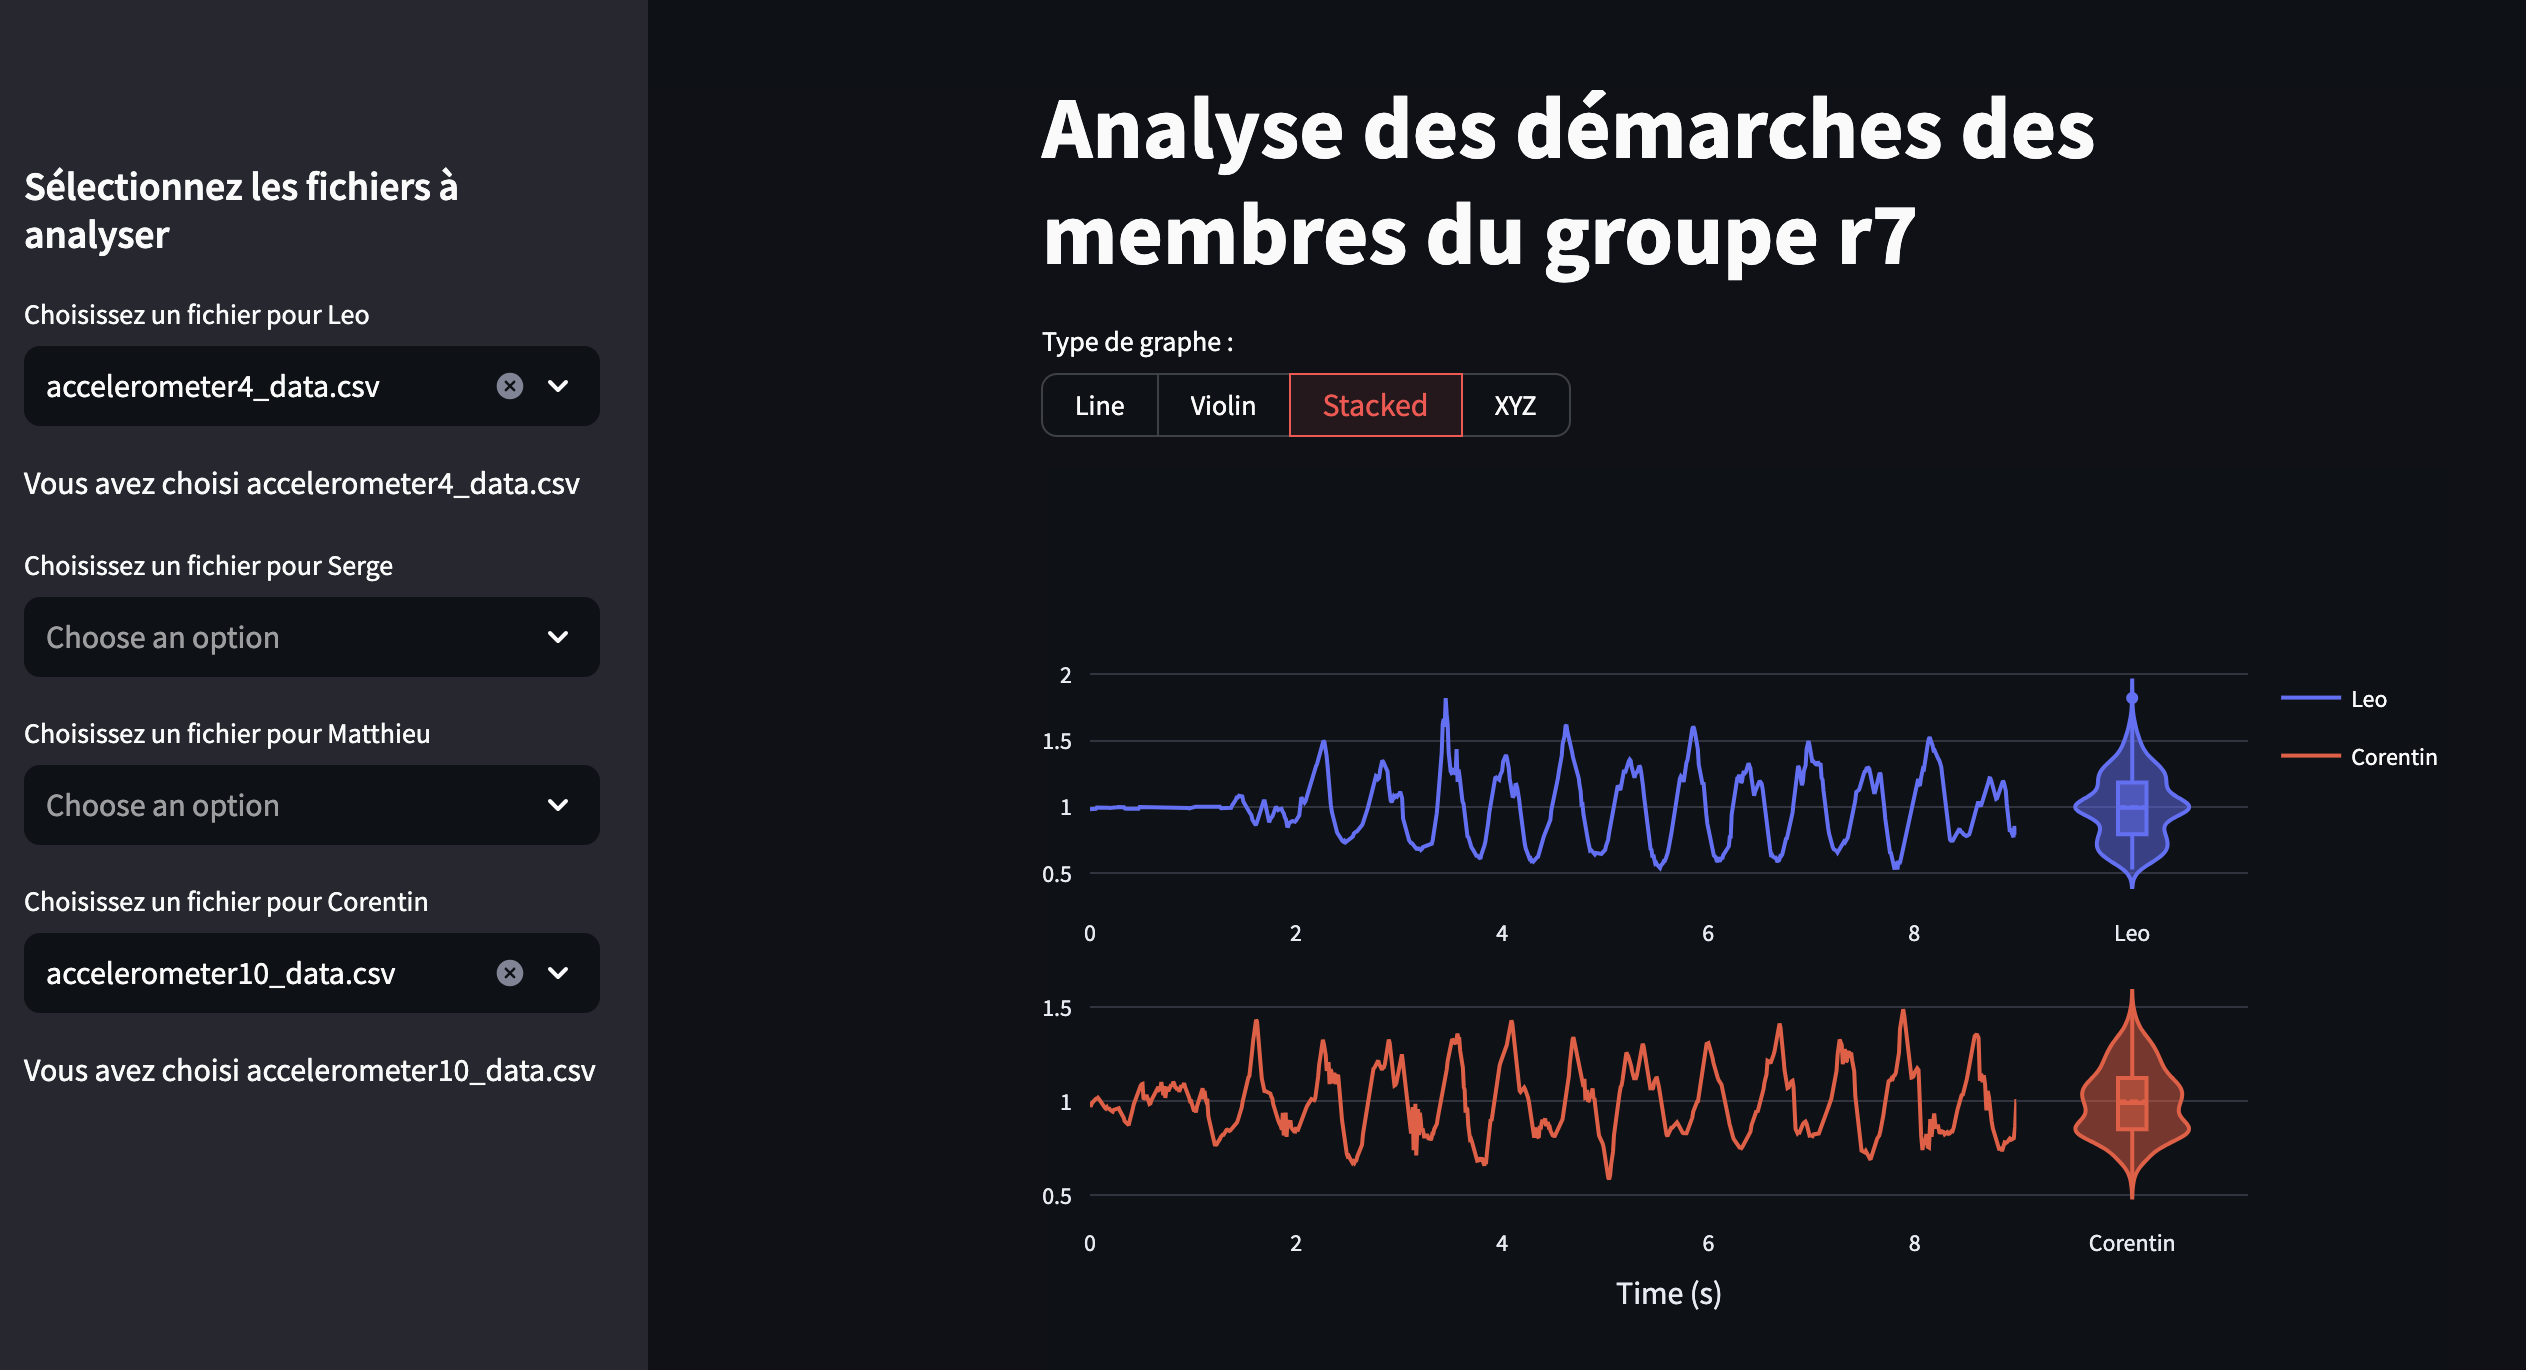 Sélectionnez les fichiers à
analyser
Choisissez un fichier pour Leo
accelerometer4_data.csv
Vous avez choisi accelerometer4_data.csv
Choisissez un fichier pour Serge
Choose an option
Choisissez un fichier pour Matthieu
Choose an option
Choisissez un fichier pour Corentin
accelerometer10_data.csv
Vous avez choisi accelerometer10_data.csv
Analyse des démarches des
membres du groupe r7
Type de graphe :
Line Violin Stacked XYZ
2
1.5
1
0.5
0 2 4 6 8 Leo
Leo
Corentin
1.5
1
0.5
0 2 4 6 8 Corentin
Time (s)